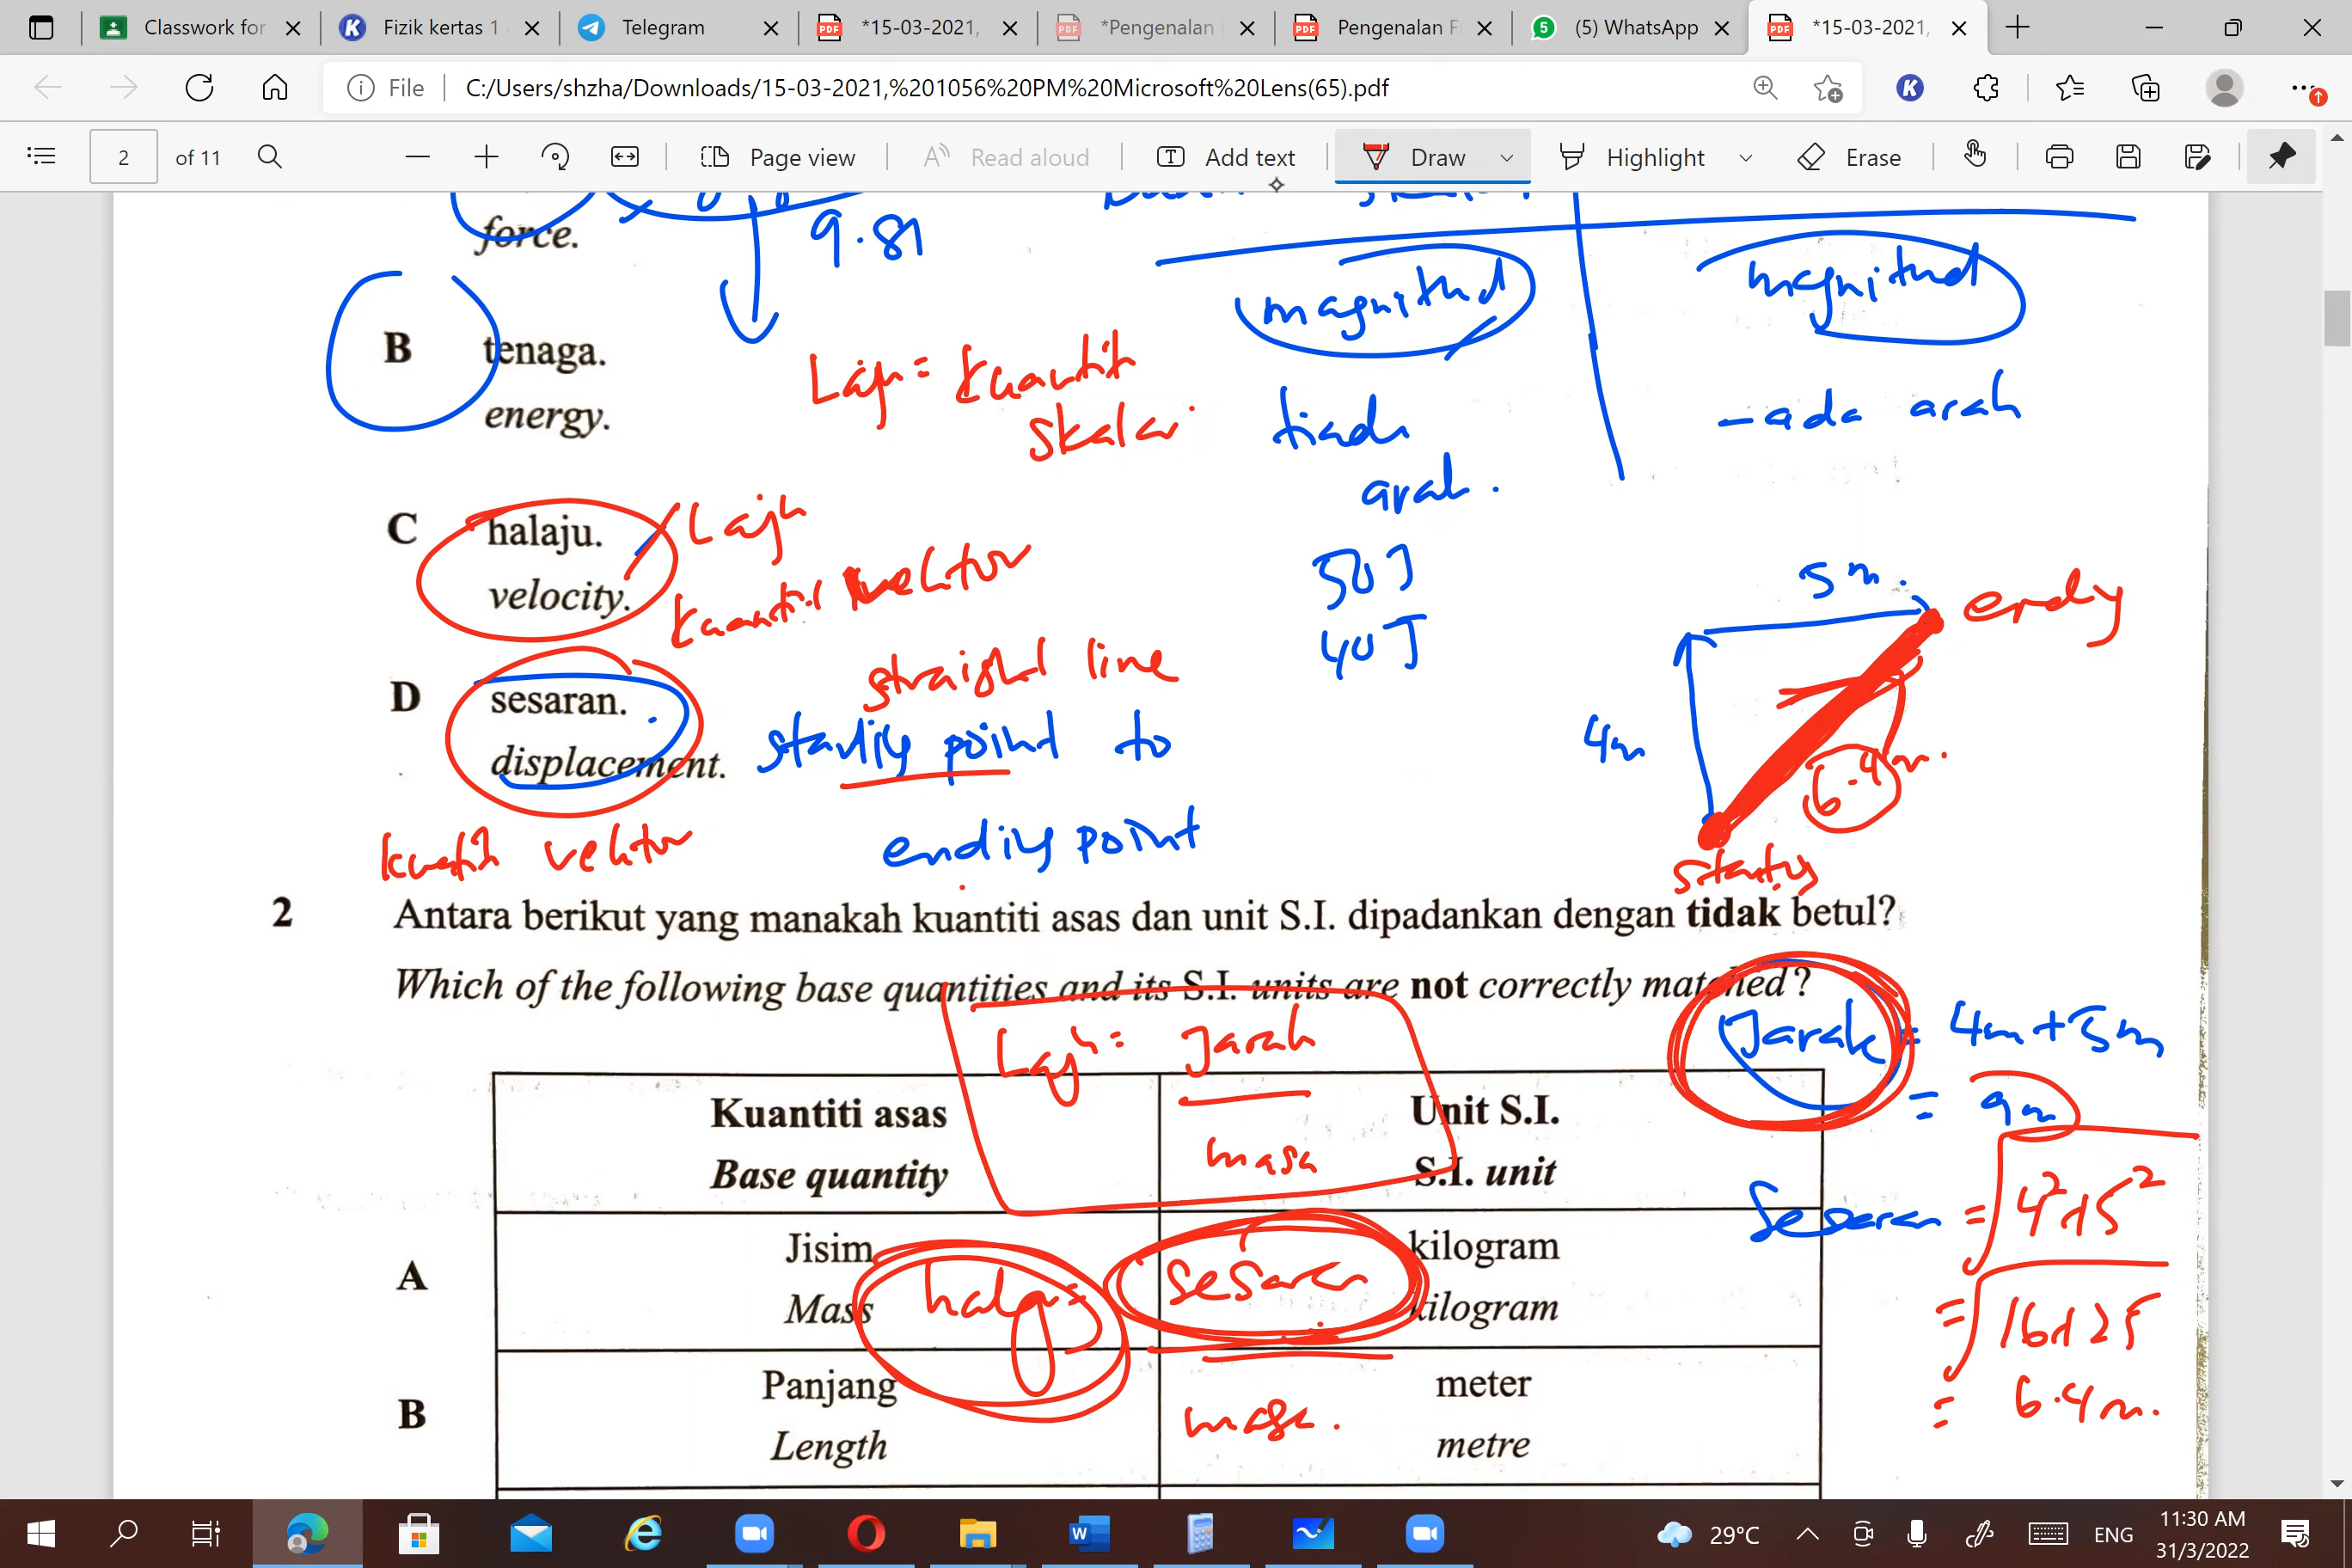 Classwork for
Fizik kertas 1
Telegram
*15-03-2021,
*Pengenalan
Pengenalan F
(5) WhatsApp
*15-03-2021,
File
C:/Users/shzha/Downloads/15-03-2021,%201056%20PM%20Microsoft%20Lens(65).pdf
2 of 11
Page view
Read aloud
Add text
Draw
Highlight
Erase
force.
9.81
magnitud
magnitud
B tenaga.
energy.
Laju = kuantiti
skalar
tiada
arah.
- ada arah
C halaju.
velocity.
Laju
kuantiti vektor
50J
40J
5 m.
ending
D sesaran.
displacement.
straight line
starting point to
ending point
4m
6.4m.
starting
kuantiti vektor
2 Antara berikut yang manakah kuantiti asas dan unit S.I. dipadankan dengan tidak betul?
Which of the following base quantities and its S.I. units are not correctly matched?
Laju = Jarak
masa
Jarak = 4m + 5m
= 9m
Kuantiti asas
Base quantity
Unit S.I.
S.I. unit
Sesaran = √4²+5²
= √16+25
= 6.4m.
A
Jisim
Mass
kilogram
kilogram
halaju = sesaran
masa.
B
Panjang
Length
meter
metre
29°C
ENG
11:30 AM
31/3/2022